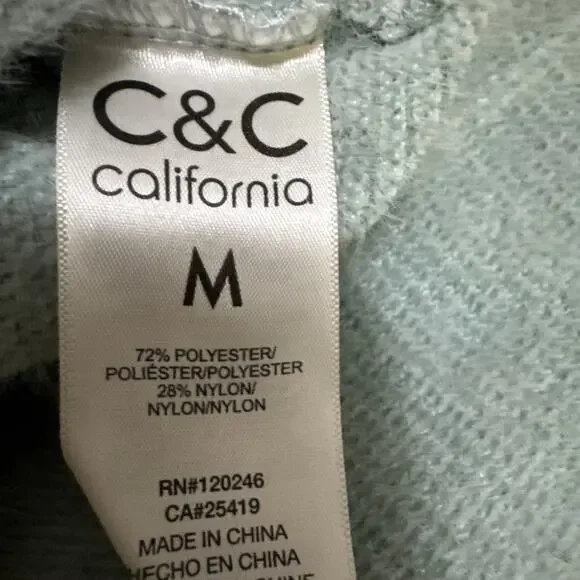 C&C
california
M
72% POLYESTER/
POLIÉSTER/POLYESTER
28% NYLON/
NYLON/NYLON
RN#120246
CA#25419
MADE IN CHINA
HECHO EN CHINA